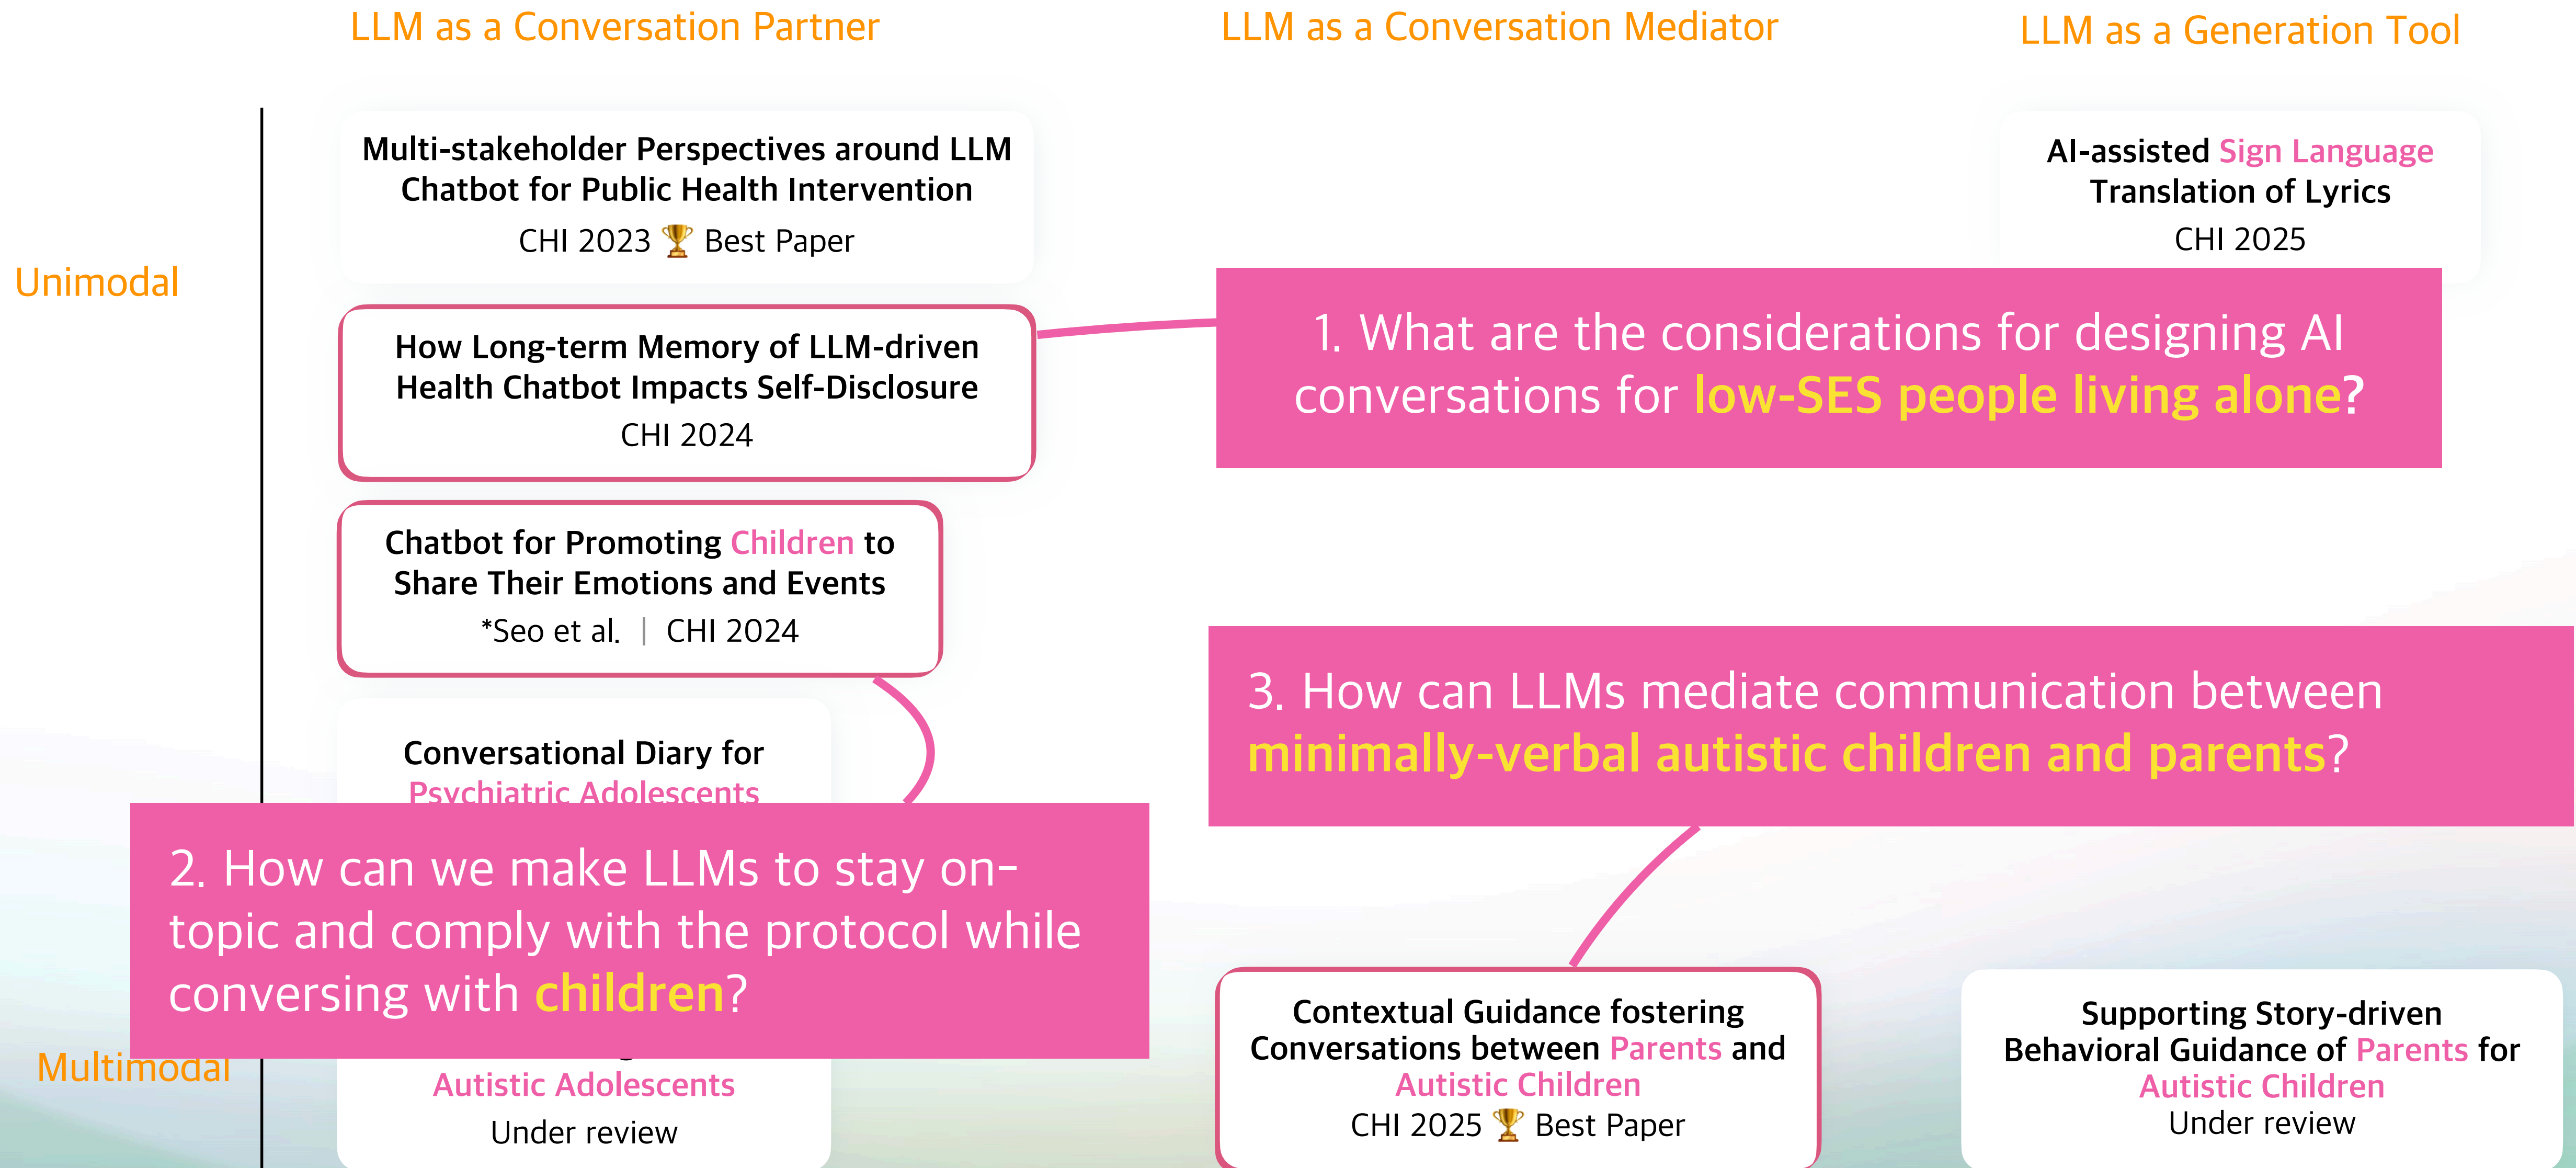 LLM as a Conversation Partner
LLM as a Conversation Mediator
LLM as a Generation Tool
Unimodal
Multi-stakeholder Perspectives around LLM
Chatbot for Public Health Intervention
CHI 2023 🏆 Best Paper
AI-assisted Sign Language
Translation of Lyrics
CHI 2025
How Long-term Memory of LLM-driven
Health Chatbot Impacts Self-Disclosure
CHI 2024
1. What are the considerations for designing AI
conversations for low-SES people living alone?
Chatbot for Promoting Children to
Share Their Emotions and Events
*Seo et al. | CHI 2024
3. How can LLMs mediate communication between
minimally-verbal autistic children and parents?
Conversational Diary for
Psychiatric Adolescents
2. How can we make LLMs to stay on-
topic and comply with the protocol while
conversing with children?
Multimodal
Autistic Adolescents
Under review
Contextual Guidance fostering
Conversations between Parents and
Autistic Children
CHI 2025 🏆 Best Paper
Supporting Story-driven
Behavioral Guidance of Parents for
Autistic Children
Under review